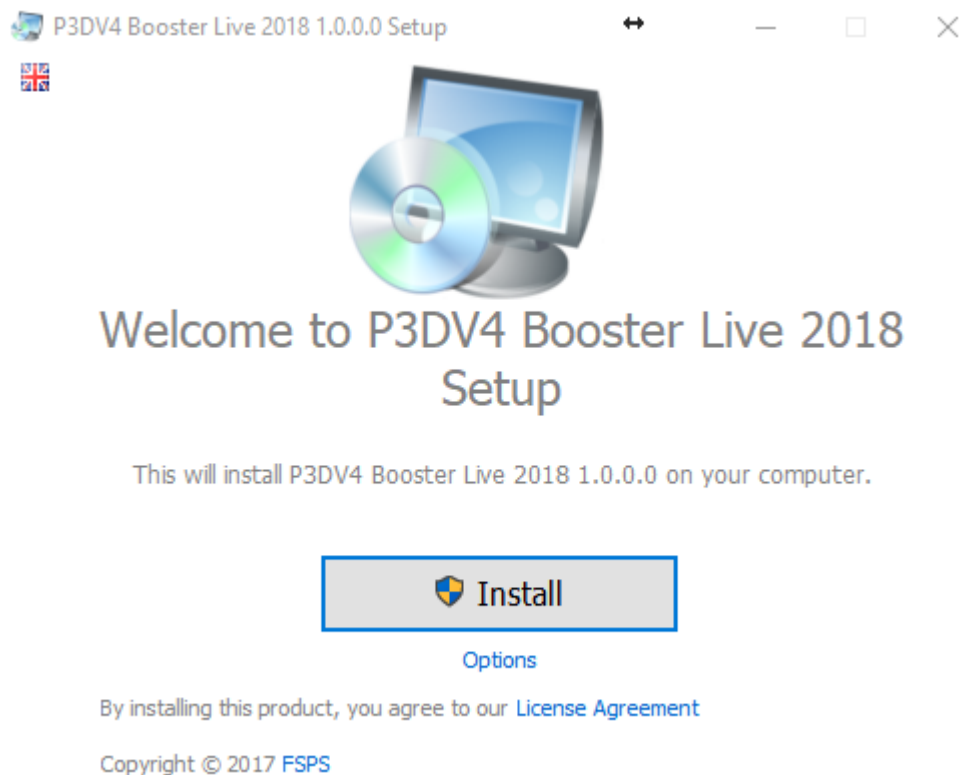 P3DV4 Booster Live 2018 1.0.0.0 Setup
Welcome to P3DV4 Booster Live 2018
Setup
This will install P3DV4 Booster Live 2018 1.0.0.0 on your computer.
Install
Options
By installing this product, you agree to our License Agreement
Copyright © 2017 FSPS